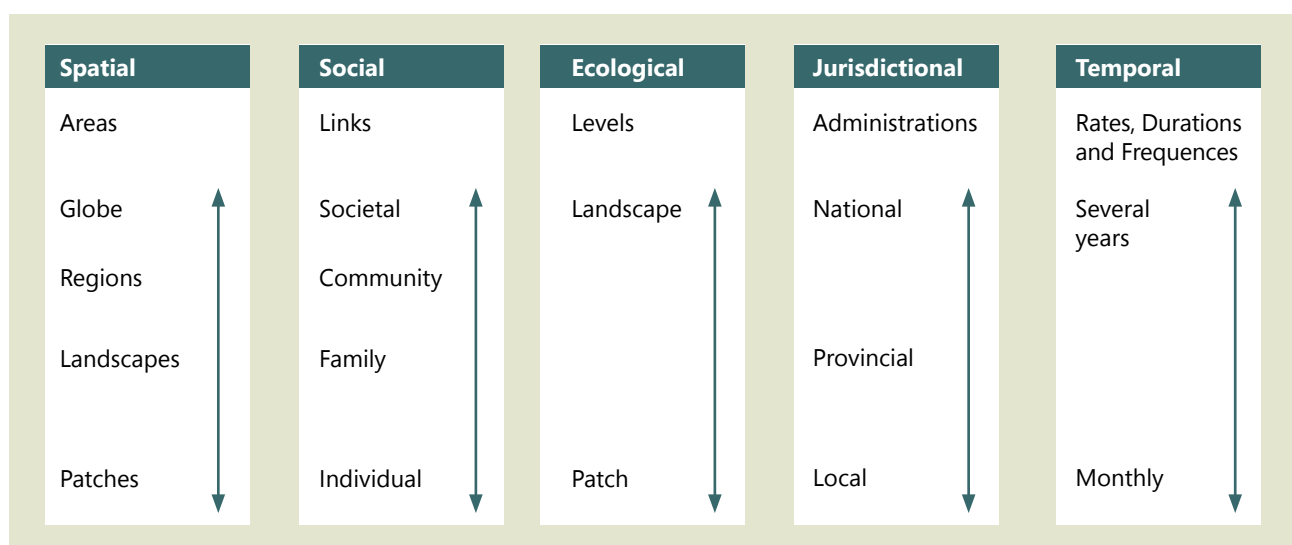 Spatial
Areas
Globe
Regions
Landscapes
Patches
Social
Links
Societal
Community
Family
Individual
Ecological
Levels
Landscape
Patch
Jurisdictional
Administrations
National
Provincial
Local
Temporal
Rates, Durations
and Frequences
Several
years
Monthly